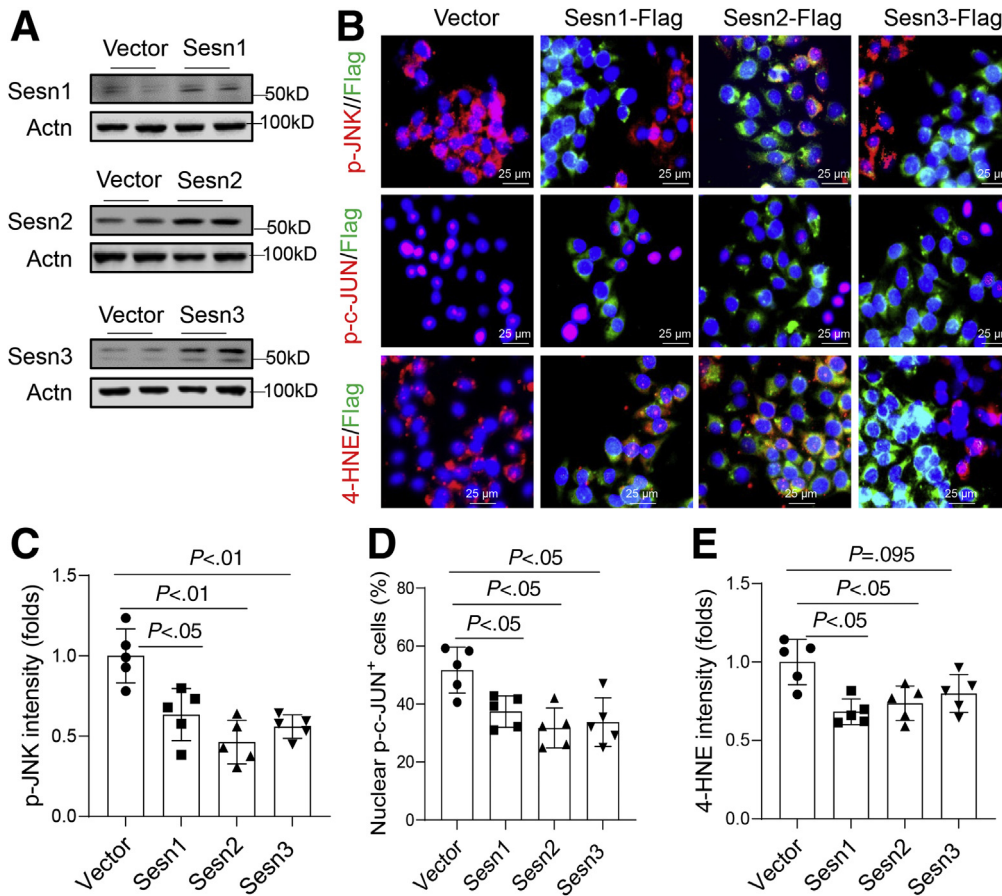 A
Vector Sesn1
Sesn1
50kD
Actn
100kD
Vector Sesn2
Sesn2
50kD
Actn
100kD
Vector Sesn3
Sesn3
50kD
Actn
100kD
B
Vector Sesn1-Flag Sesn2-Flag Sesn3-Flag
p-JNK//Flag
25 µm 25 µm 25 µm 25 µm
p-c-JUN/Flag
25 µm 25 µm 25 µm 25 µm
4-HNE/Flag
25 µm 25 µm 25 µm 25 µm
C
P<.01
P<.01
P<.05
p-JNK intensity (folds)
1.5
1.0
0.5
0.0
Vector Sesn1 Sesn2 Sesn3
D
P<.05
P<.05
P<.05
Nuclear p-c-JUN+ cells (%)
80
60
40
20
0
Vector Sesn1 Sesn2 Sesn3
E
P=.095
P<.05
P<.05
4-HNE intensity (folds)
1.5
1.0
0.5
0.0
Vector Sesn1 Sesn2 Sesn3